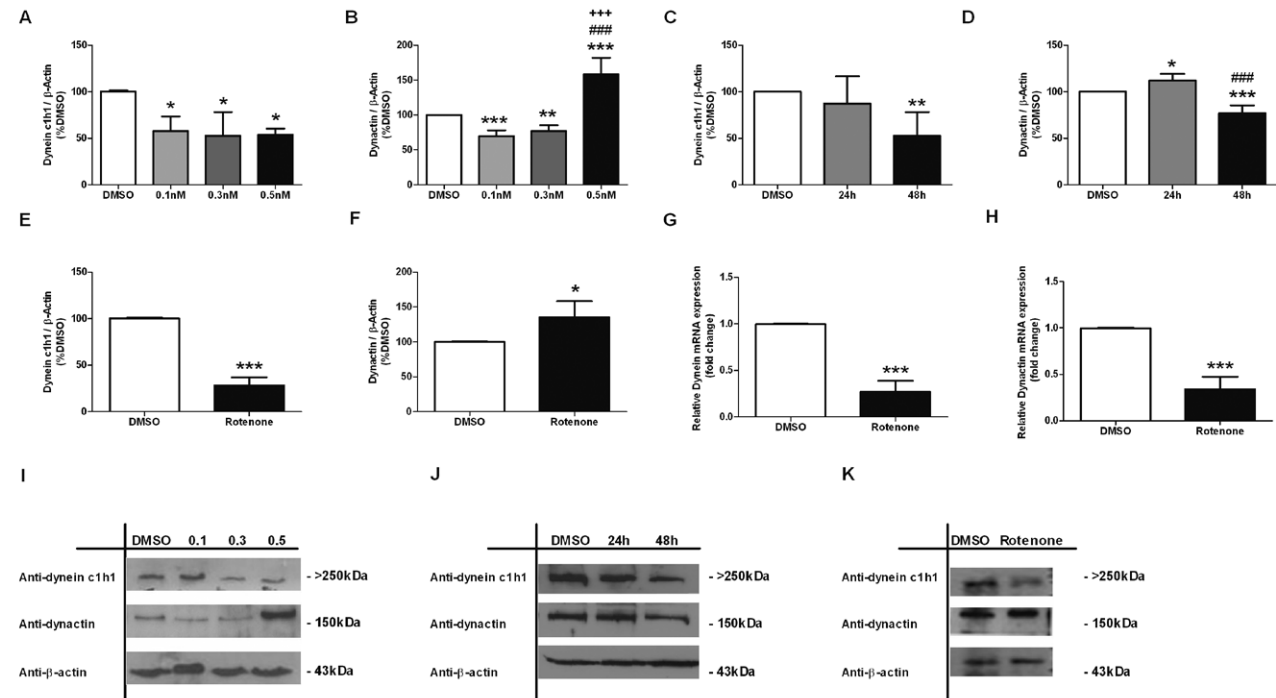 A
Dynein c1h1 / β-Actin
(%DMSO)
150
100
50
0
*
*
*
DMSO
0.1nM
0.3nM
0.5nM
B
Dynactin / β-Actin
(%DMSO)
200
150
100
50
0
***
**
+++
###
***
DMSO
0.1nM
0.3nM
0.5nM
C
Dynein c1h1 / β-Actin
(%DMSO)
150
100
50
0
**
DMSO
24h
48h
D
Dynactin / β-Actin
(%DMSO)
150
100
50
0
*
###
***
DMSO
24h
48h
E
Dynein c1h1 / β-Actin
(%DMSO)
150
100
50
0
***
DMSO
Rotenone
F
Dynactin / β-Actin
(%DMSO)
200
150
100
50
0
*
DMSO
Rotenone
G
Relative Dynein mRNA expression
(fold change)
1.5
1.0
0.5
0.0
***
DMSO
Rotenone
H
Relative Dynactin mRNA expression
(fold change)
1.5
1.0
0.5
0.0
***
DMSO
Rotenone
I
DMSO 0.1 0.3 0.5
Anti-dynein c1h1 - >250kDa
Anti-dynactin - 150kDa
Anti-β-actin - 43kDa
J
DMSO 24h 48h
Anti-dynein c1h1 - >250kDa
Anti-dynactin - 150kDa
Anti-β-actin - 43kDa
K
DMSO Rotenone
Anti-dynein c1h1 - >250kDa
Anti-dynactin - 150kDa
Anti-β-actin - 43kDa